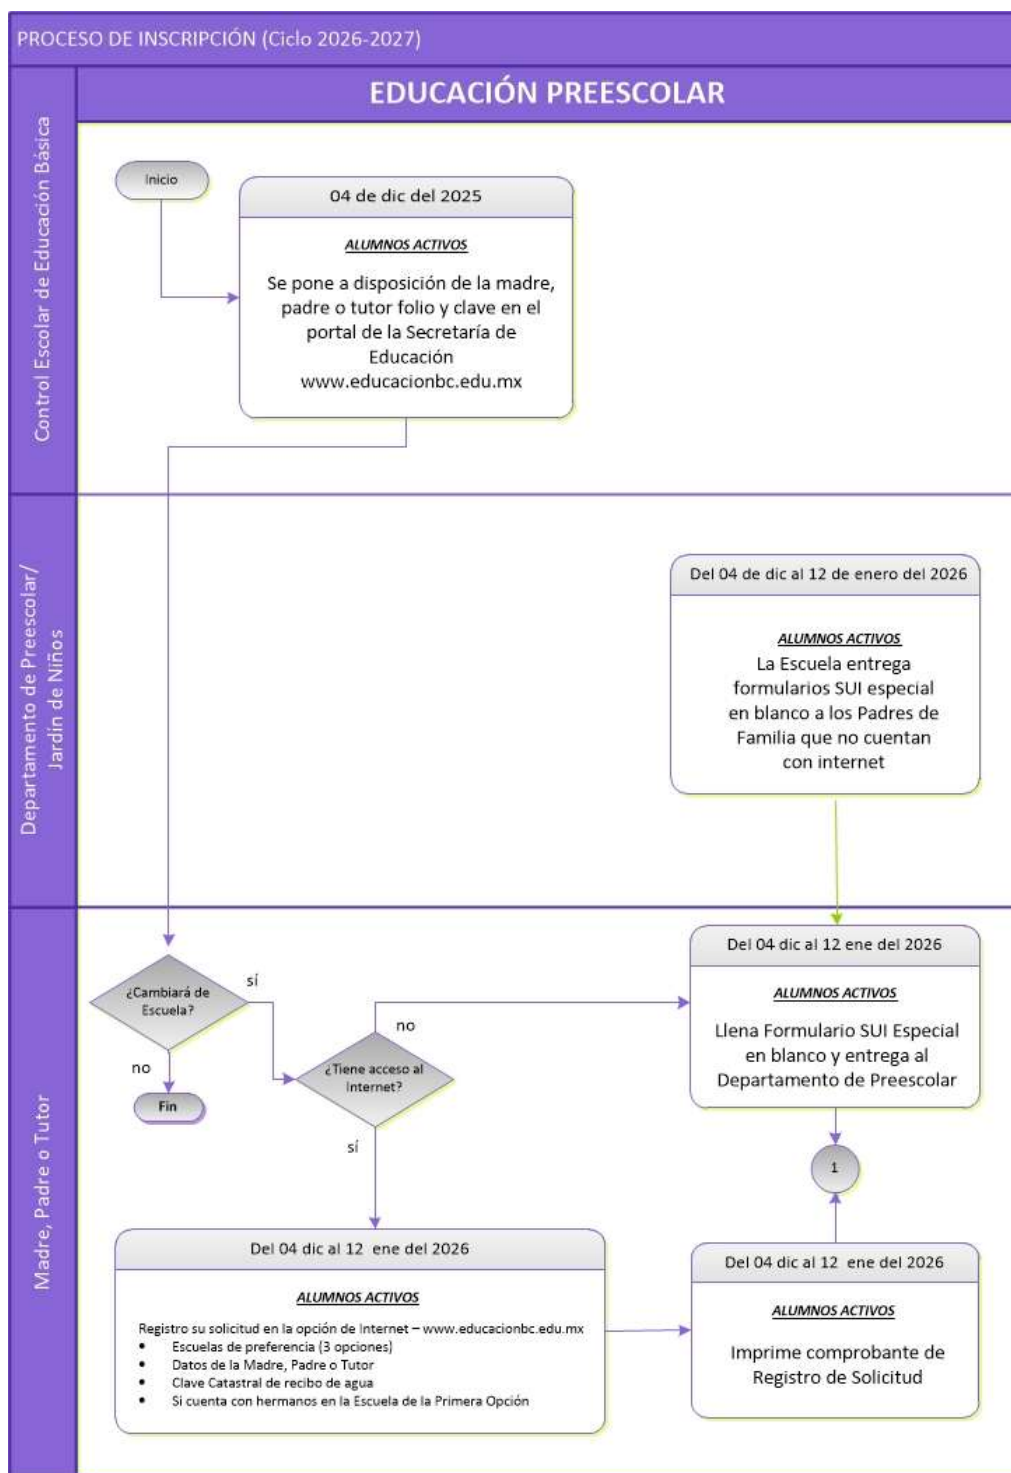 PROCESO DE INSCRIPCIÓN (Ciclo 2026-2027)
EDUCACIÓN PREESCOLAR
Control Escolar de Educación Básica
Inicio
04 de dic del 2025
ALUMNOS ACTIVOS
Se pone a disposición de la madre,
padre o tutor folio y clave en el
portal de la Secretaría de
Educación
www.educacionbc.edu.mx
Departamento de Preescolar/
Jardín de Niños
Del 04 de dic al 12 de enero del 2026
ALUMNOS ACTIVOS
La Escuela entrega
formularios SUI especial
en blanco a los Padres de
Familia que no cuentan
con internet
Madre, Padre o Tutor
¿Cambiará de
Escuela?
sí
no
Fin
¿Tiene acceso al
Internet?
no
sí
Del 04 dic al 12 ene del 2026
ALUMNOS ACTIVOS
Llena Formulario SUI Especial
en blanco y entrega al
Departamento de Preescolar
1
Del 04 dic al 12 ene del 2026
ALUMNOS ACTIVOS
Registro su solicitud en la opción de Internet – www.educacionbc.edu.mx
• Escuelas de preferencia (3 opciones)
• Datos de la Madre, Padre o Tutor
• Clave Catastral de recibo de agua
• Si cuenta con hermanos en la Escuela de la Primera Opción
Del 04 dic al 12 ene del 2026
ALUMNOS ACTIVOS
Imprime comprobante de
Registro de Solicitud